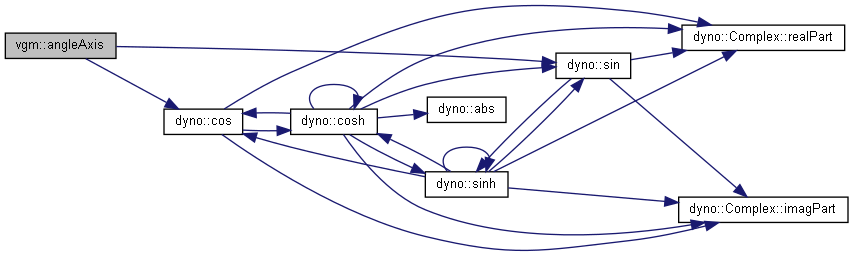 vgm::angleAxis
dyno::cos
dyno::cosh
dyno::abs
dyno::sinh
dyno::sin
dyno::Complex::realPart
dyno::Complex::imagPart